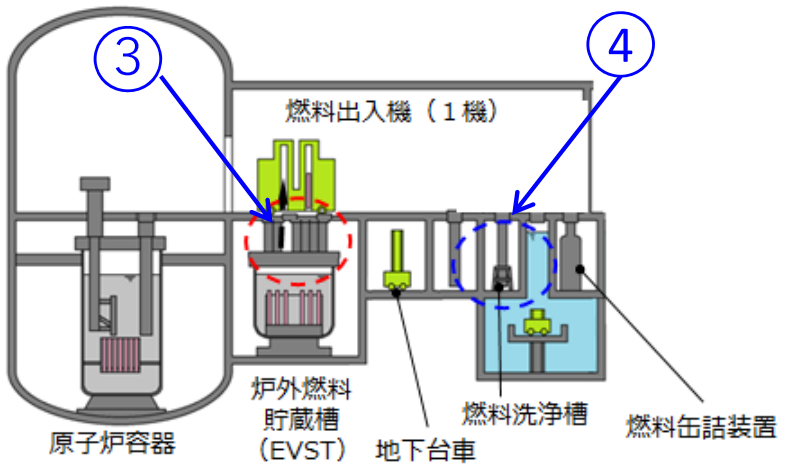 ③
④
燃料出入機（１機）
炉外燃料
貯蔵槽
（EVST）
原子炉容器
地下台車
燃料洗浄槽
燃料缶詰装置